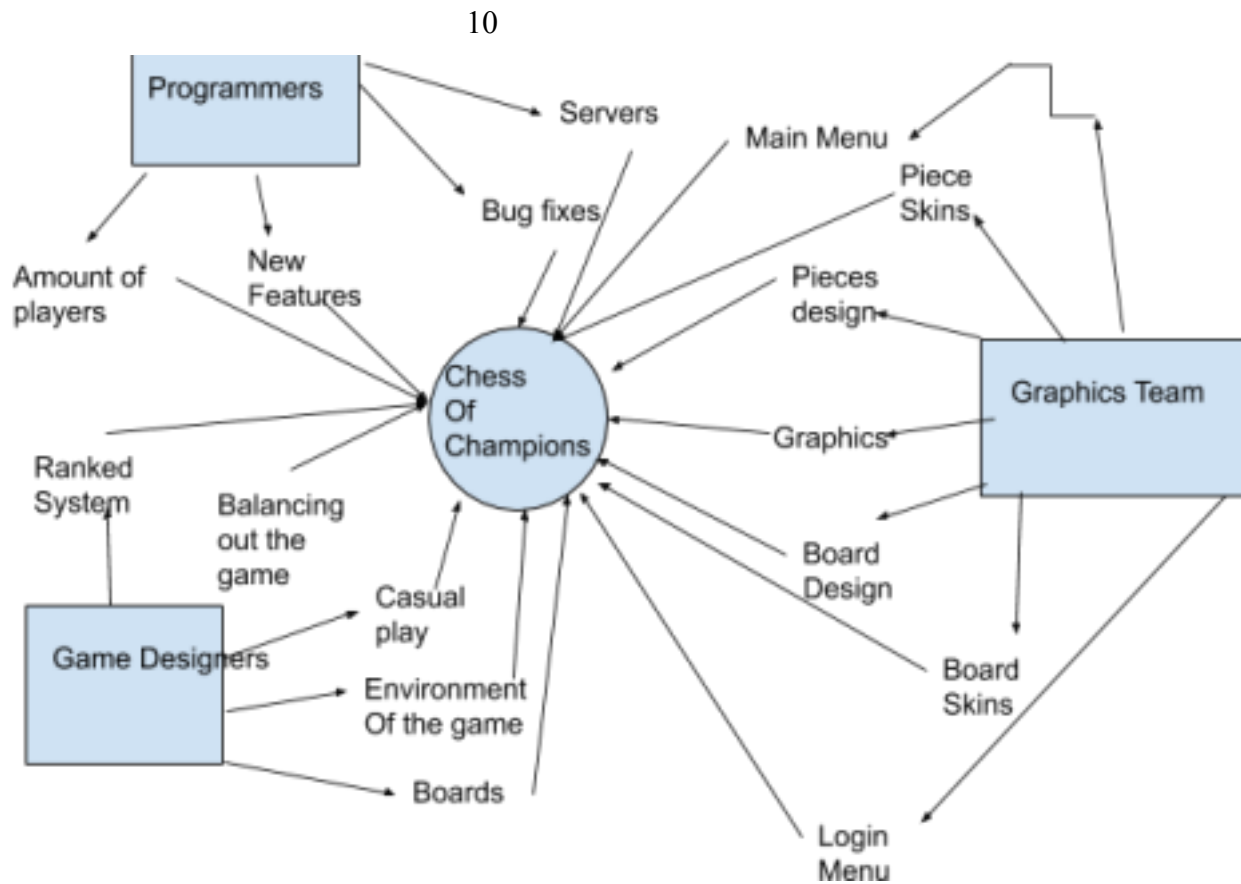 10
Programmers
Servers
Main Menu
Piece
Skins
Bug fixes
New
Features
Amount of
players
Pieces
design
Chess
Of
Champions
Graphics Team
Graphics
Ranked
System
Balancing
out the
game
Board
Design
Casual
play
Game Designers
Environment
Of the game
Board
Skins
Boards
Login
Menu